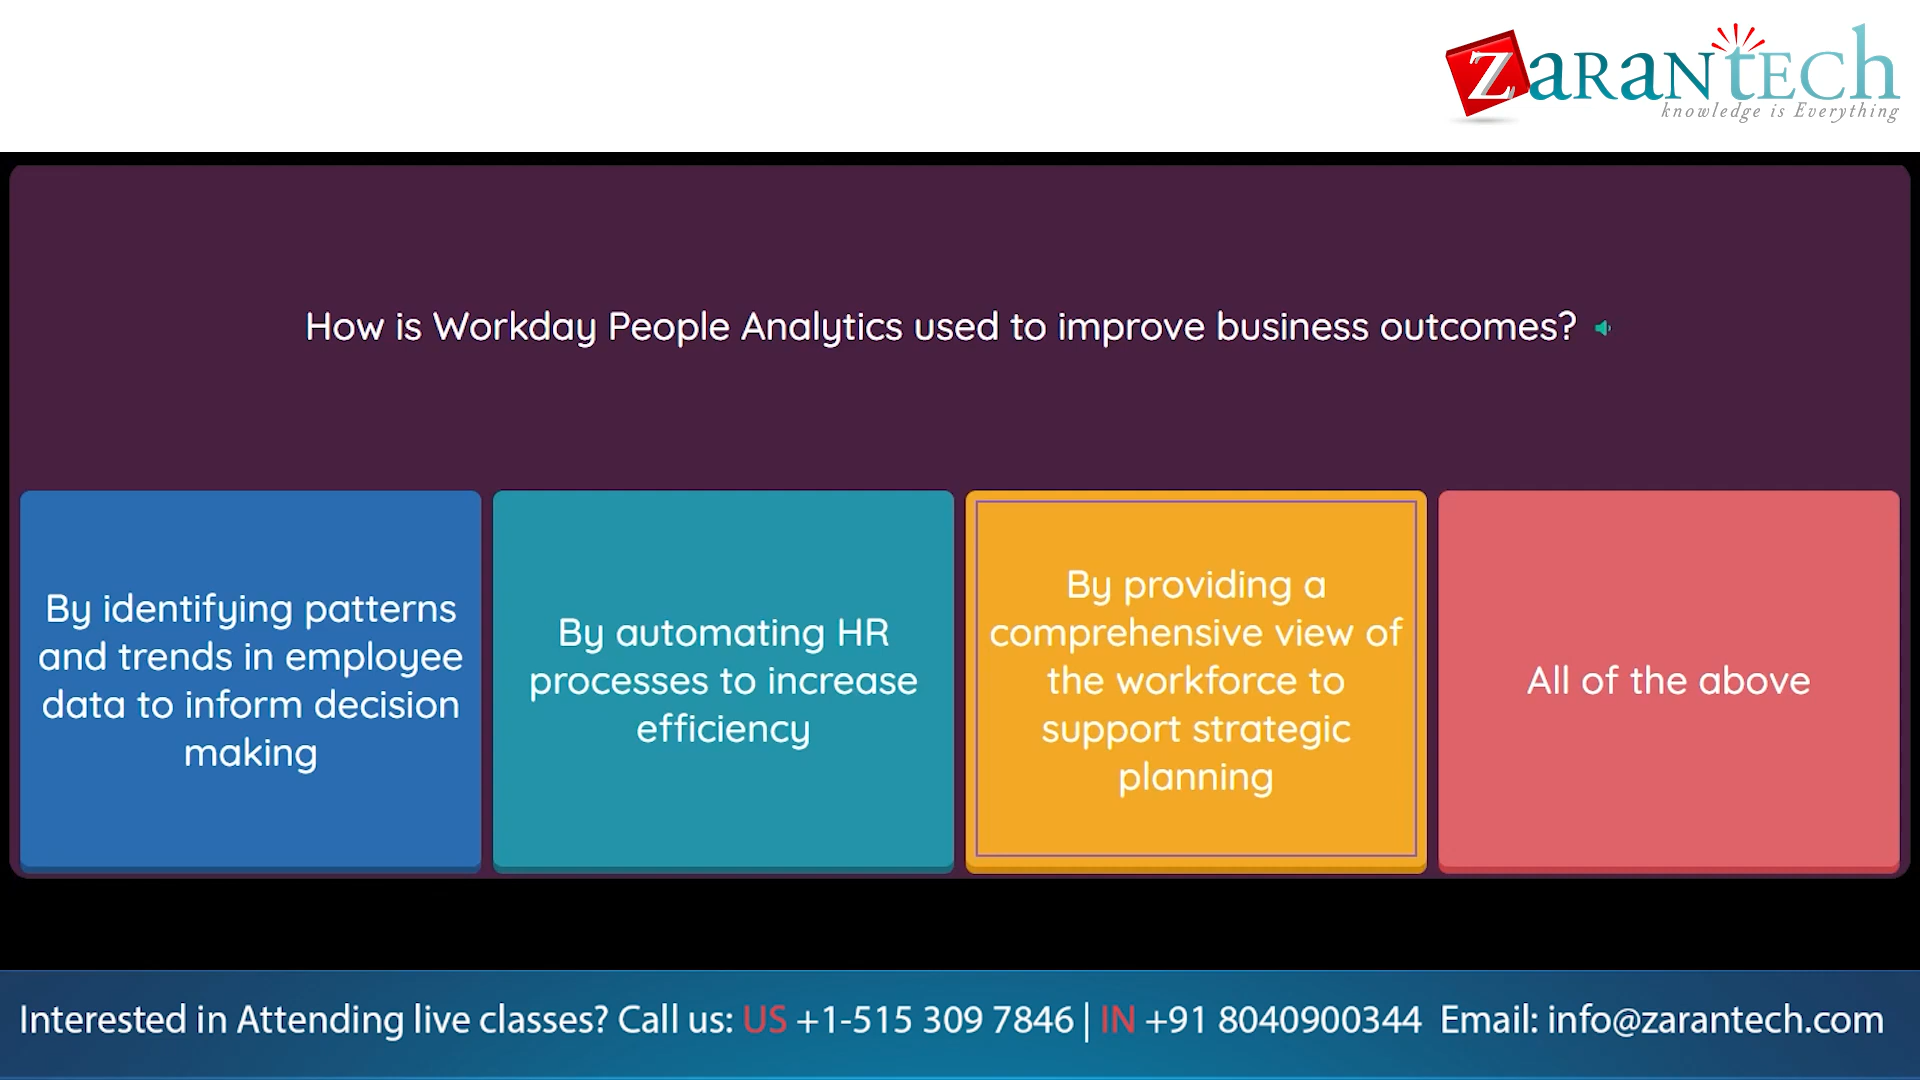 ZaranTech
knowledge is Everything
How is Workday People Analytics used to improve business outcomes?
By identifying patterns
and trends in employee
data to inform decision
making
By automating HR
processes to increase
efficiency
By providing a
comprehensive view of
the workforce to
support strategic
planning
All of the above
Interested in Attending live classes? Call us: US +1-515 309 7846 | IN +91 8040900344 Email: info@zarantech.com